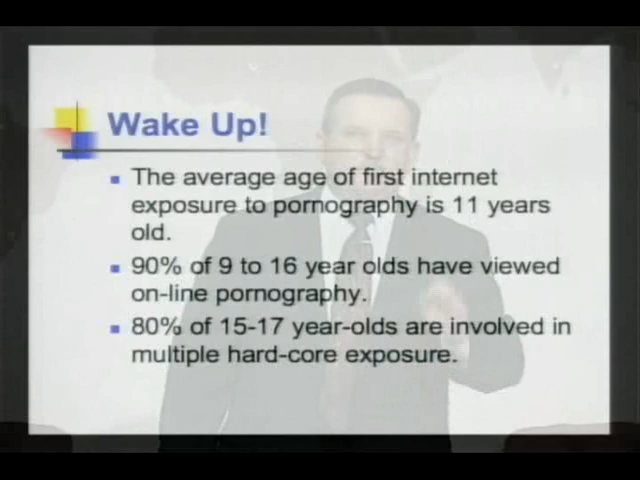 Wake Up!
The average age of first internet
exposure to pornography is 11 years
old.
90% of 9 to 16 year olds have viewed
on-line pornography.
80% of 15-17 year-olds are involved in
multiple hard-core exposure.